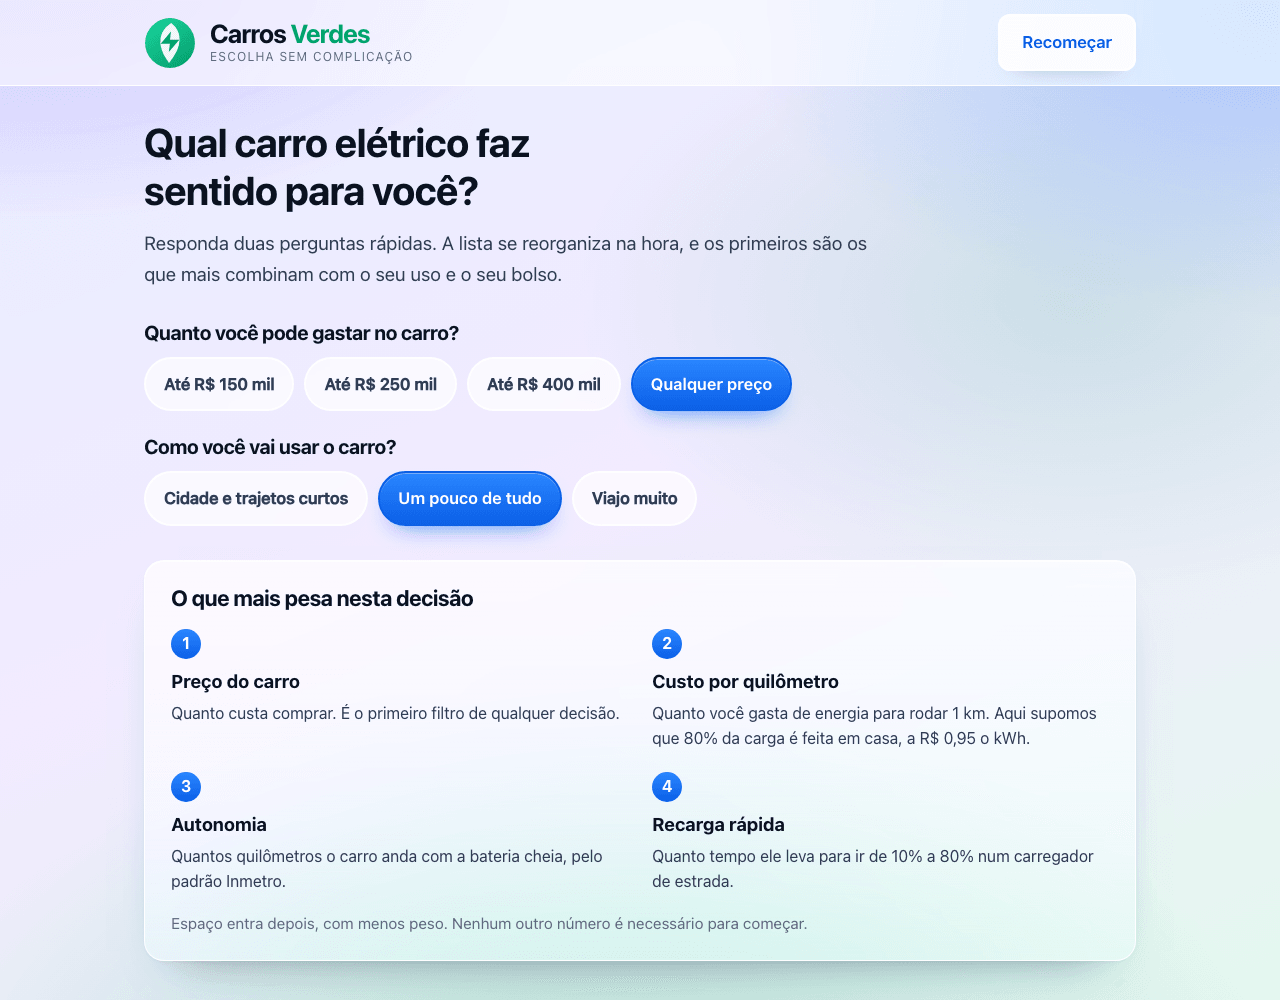 Carros Verdes
ESCOLHA SEM COMPLICAÇÃO
Recomeçar
Qual carro elétrico faz
sentido para você?
Responda duas perguntas rápidas. A lista se reorganiza na hora, e os primeiros são os
que mais combinam com o seu uso e o seu bolso.
Quanto você pode gastar no carro?
Até R$ 150 mil
Até R$ 250 mil
Até R$ 400 mil
Qualquer preço
Como você vai usar o carro?
Cidade e trajetos curtos
Um pouco de tudo
Viajo muito
O que mais pesa nesta decisão
1
Preço do carro
Quanto custa comprar. É o primeiro filtro de qualquer decisão.
2
Custo por quilômetro
Quanto você gasta de energia para rodar 1 km. Aqui supomos
que 80% da carga é feita em casa, a R$ 0,95 o kWh.
3
Autonomia
Quantos quilômetros o carro anda com a bateria cheia, pelo
padrão Inmetro.
4
Recarga rápida
Quanto tempo ele leva para ir de 10% a 80% num carregador
de estrada.
Espaço entra depois, com menos peso. Nenhum outro número é necessário para começar.